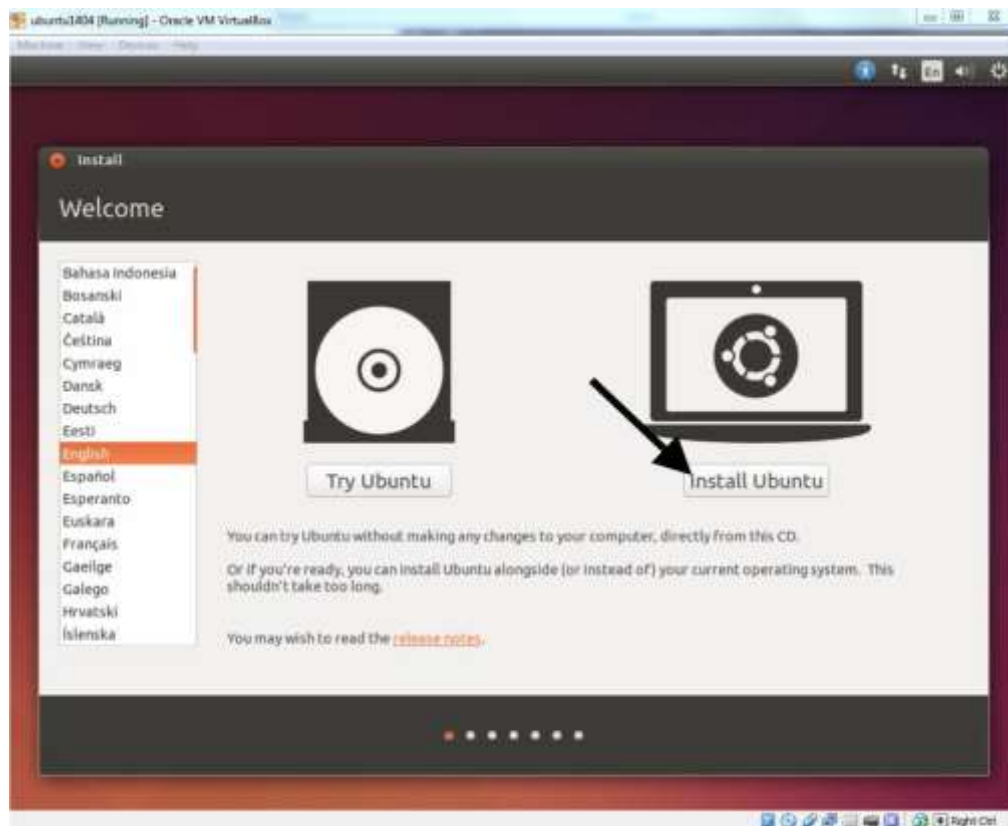 ubuntu1404 [Running] - Oracle VM VirtualBox
Machine View Devices Help
En
Install
Welcome
Bahasa Indonesia
Bosanski
Català
Čeština
Cymraeg
Dansk
Deutsch
Eesti
English
Español
Esperanto
Euskara
Français
Gaeilge
Galego
Hrvatski
Íslenska
Try Ubuntu
Install Ubuntu
You can try Ubuntu without making any changes to your computer, directly from this CD.
Or if you're ready, you can install Ubuntu alongside (or instead of) your current operating system. This
shouldn't take too long.
You may wish to read the release notes.
Right Ctrl